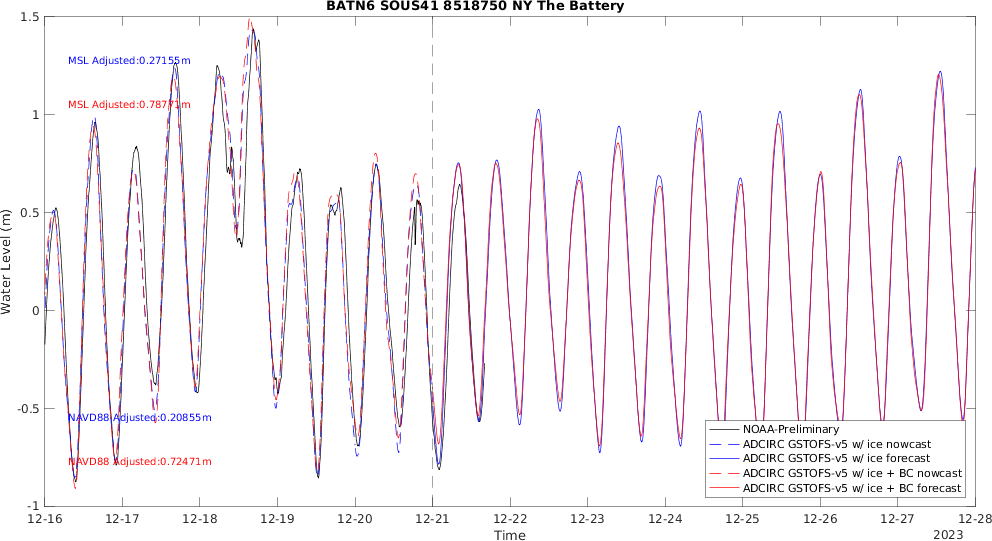 BATN6 SOUS41 8518750 NY The Battery
Water Level (m)
1.5
1
0.5
0
-0.5
-1
MSL Adjusted:0.27155m
MSL Adjusted:0.78771m
NAVD88 Adjusted:0.20855m
NAVD88 Adjusted:0.72471m
NOAA-Preliminary
ADCIRC GSTOFS-v5 w/ ice nowcast
ADCIRC GSTOFS-v5 w/ ice forecast
ADCIRC GSTOFS-v5 w/ ice + BC nowcast
ADCIRC GSTOFS-v5 w/ ice + BC forecast
12-16 12-17 12-18 12-19 12-20 12-21 12-22 12-23 12-24 12-25 12-26 12-27 12-28
Time
2023